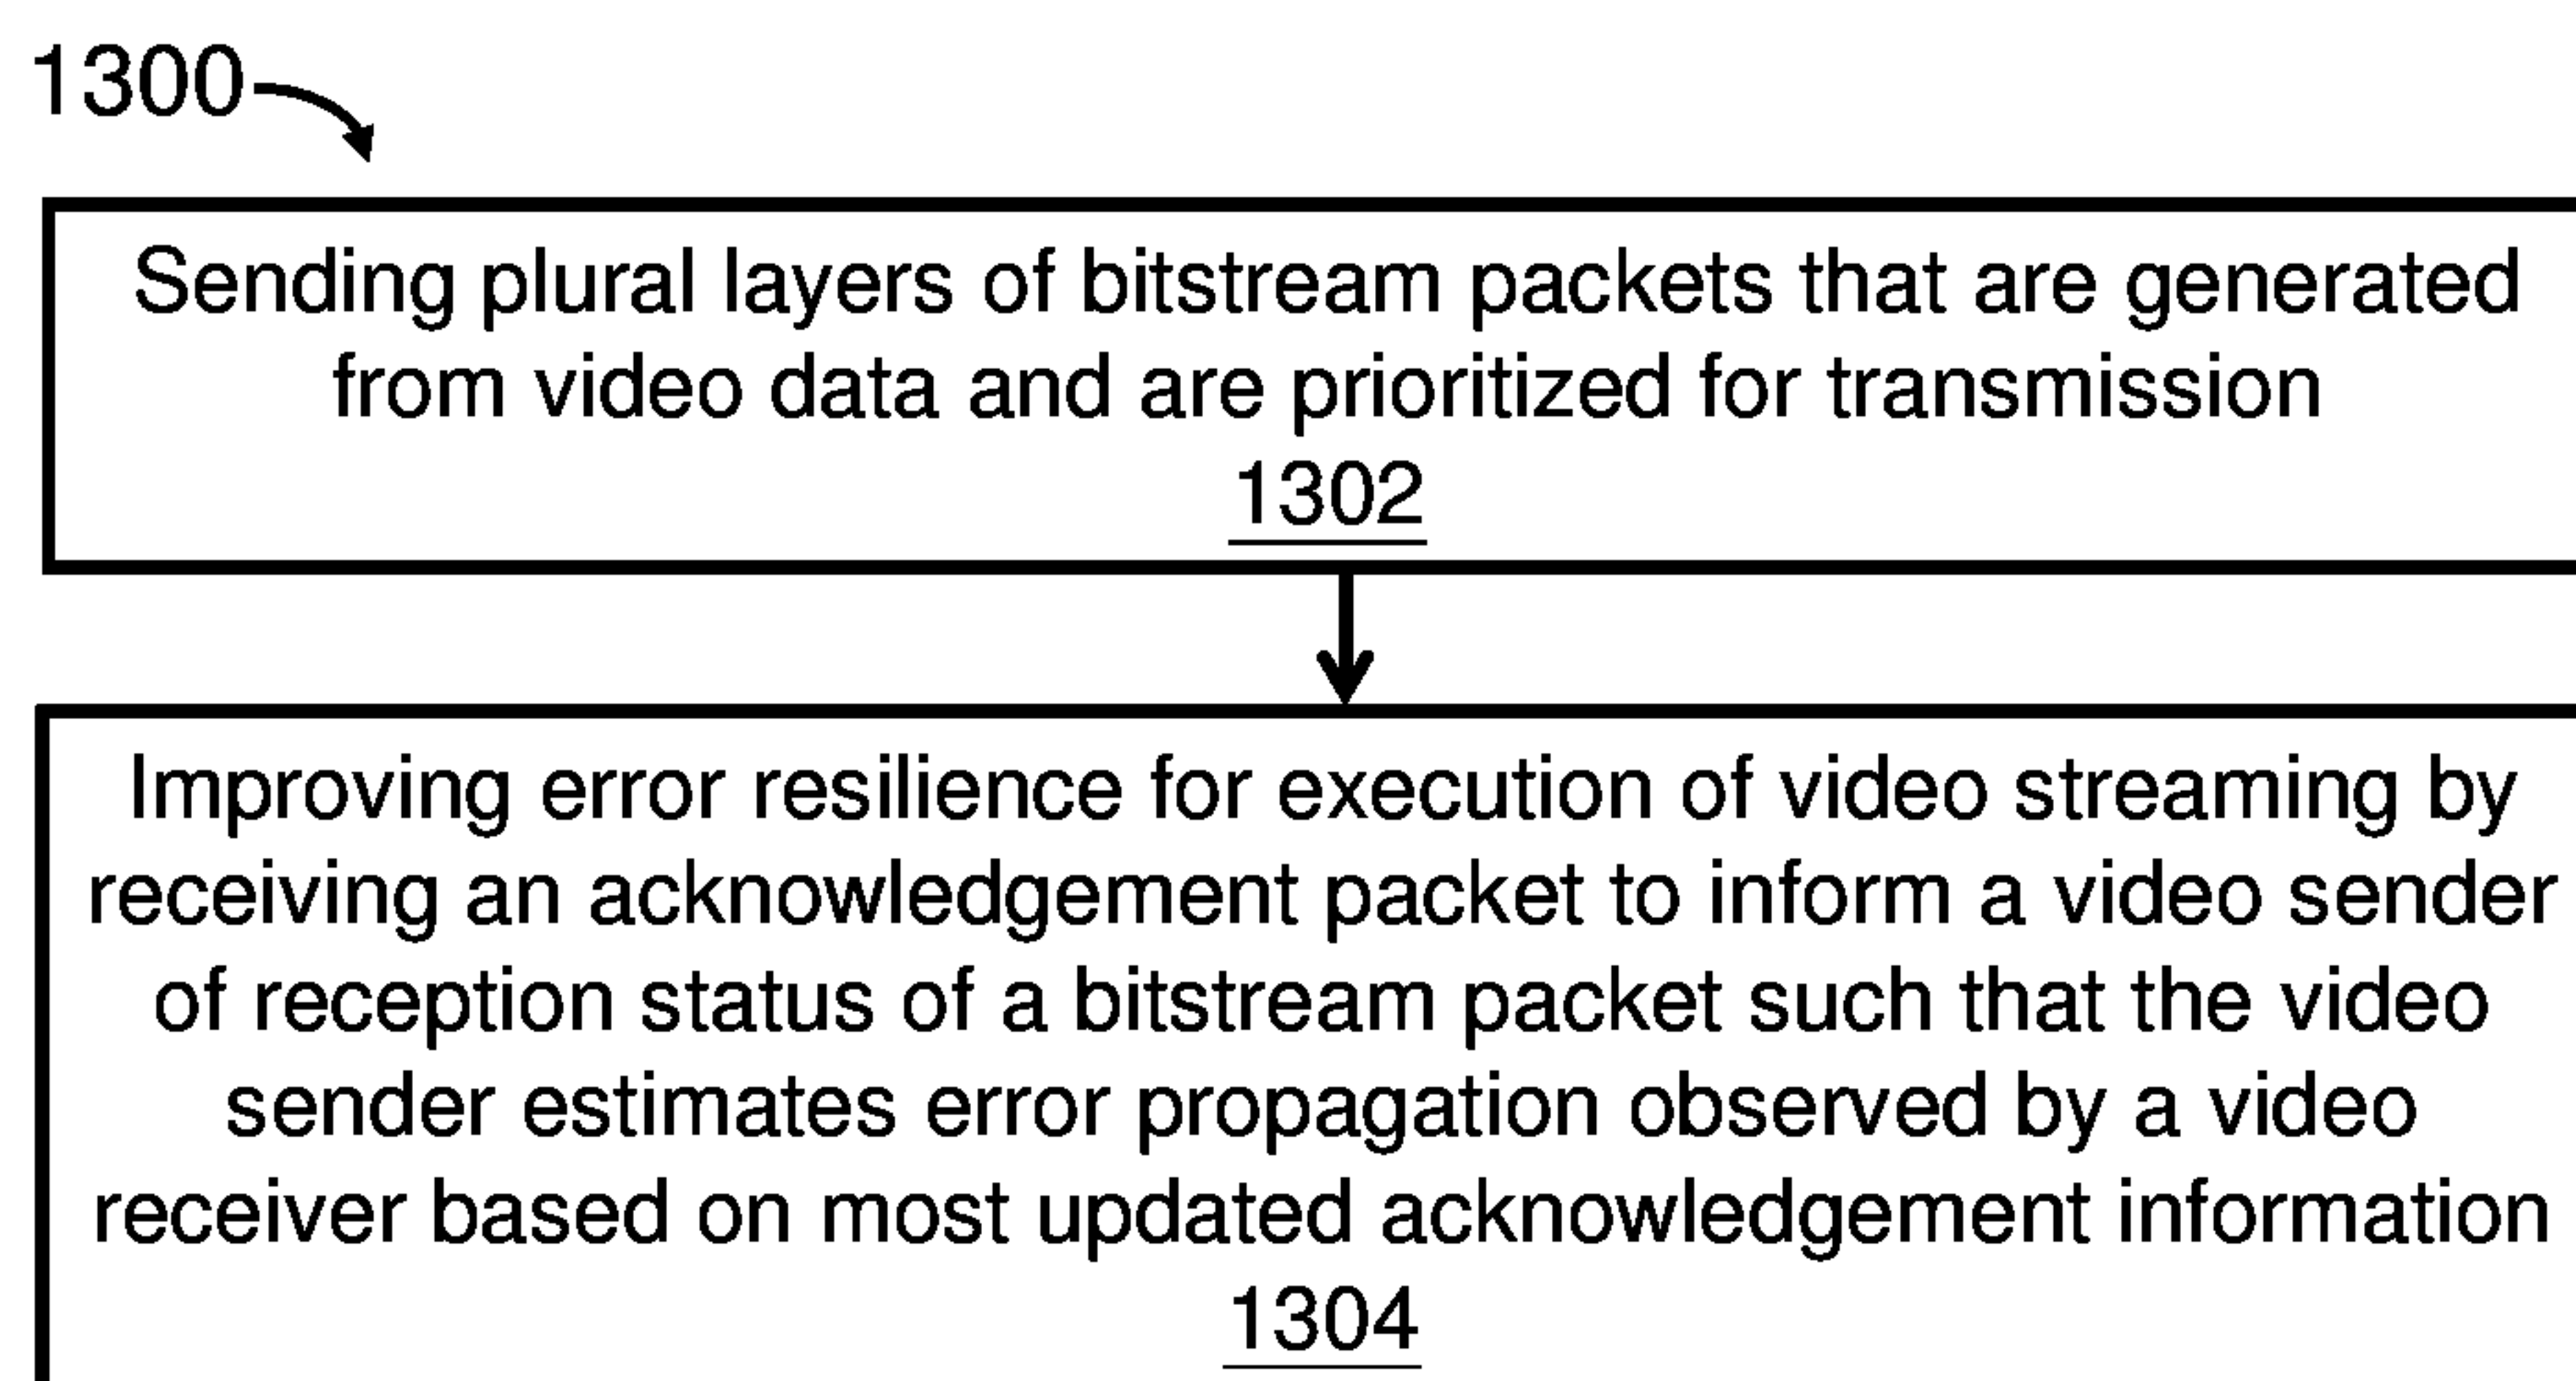 1300
Sending plural layers of bitstream packets that are generated
from video data and are prioritized for transmission
1302
Improving error resilience for execution of video streaming by
receiving an acknowledgement packet to inform a video sender
of reception status of a bitstream packet such that the video
sender estimates error propagation observed by a video
receiver based on most updated acknowledgement information
1304